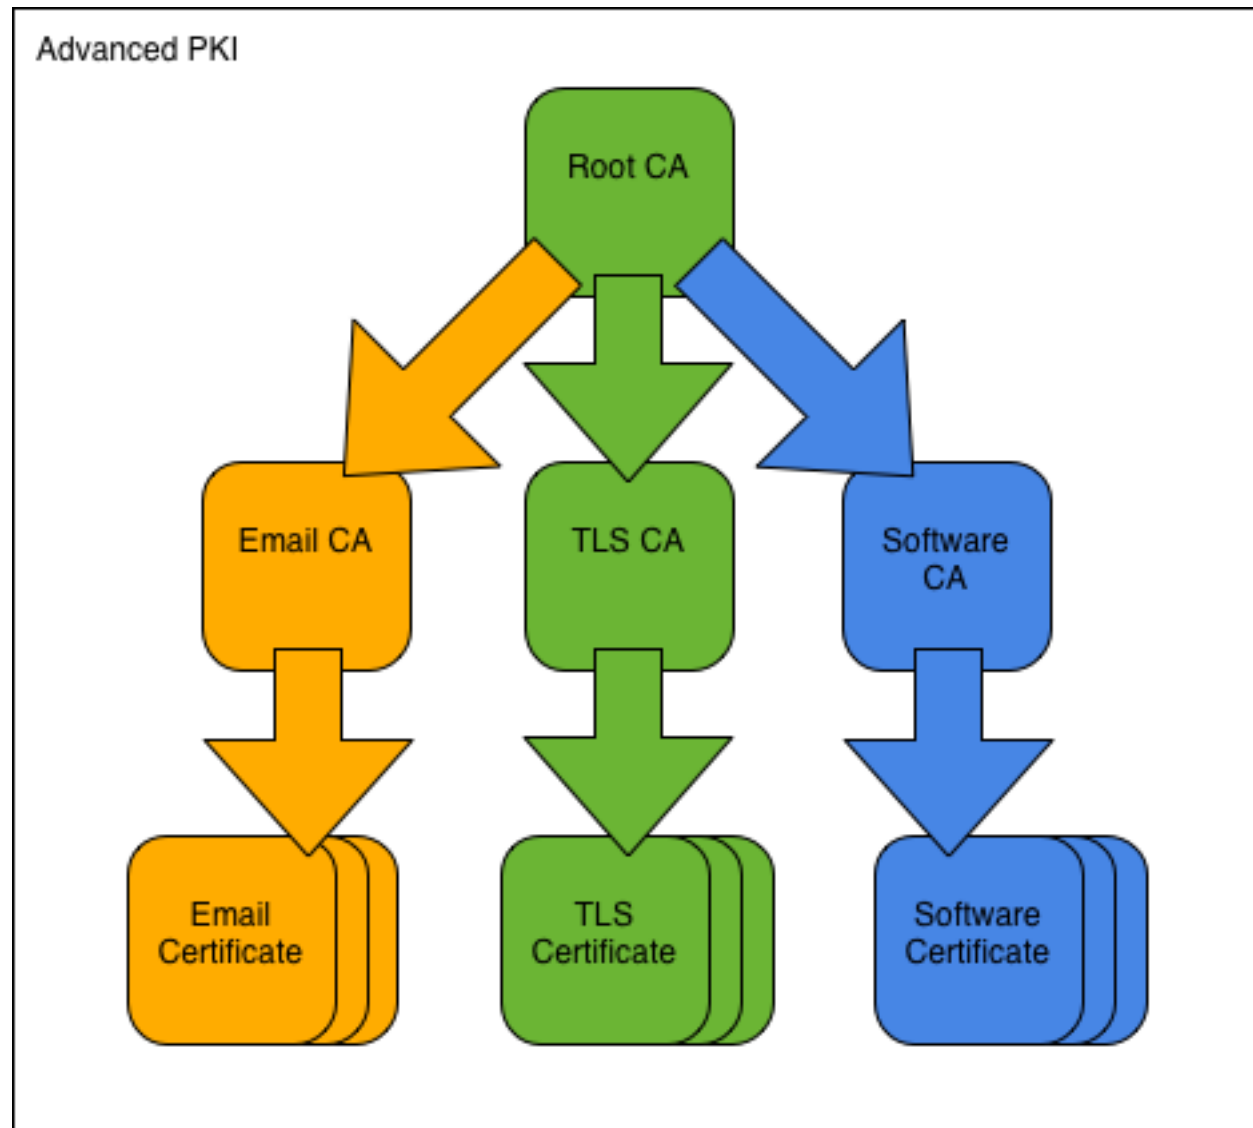 Advanced PKI
Root CA
Email CA
TLS CA
Software
CA
Email
Certificate
TLS
Certificate
Software
Certificate